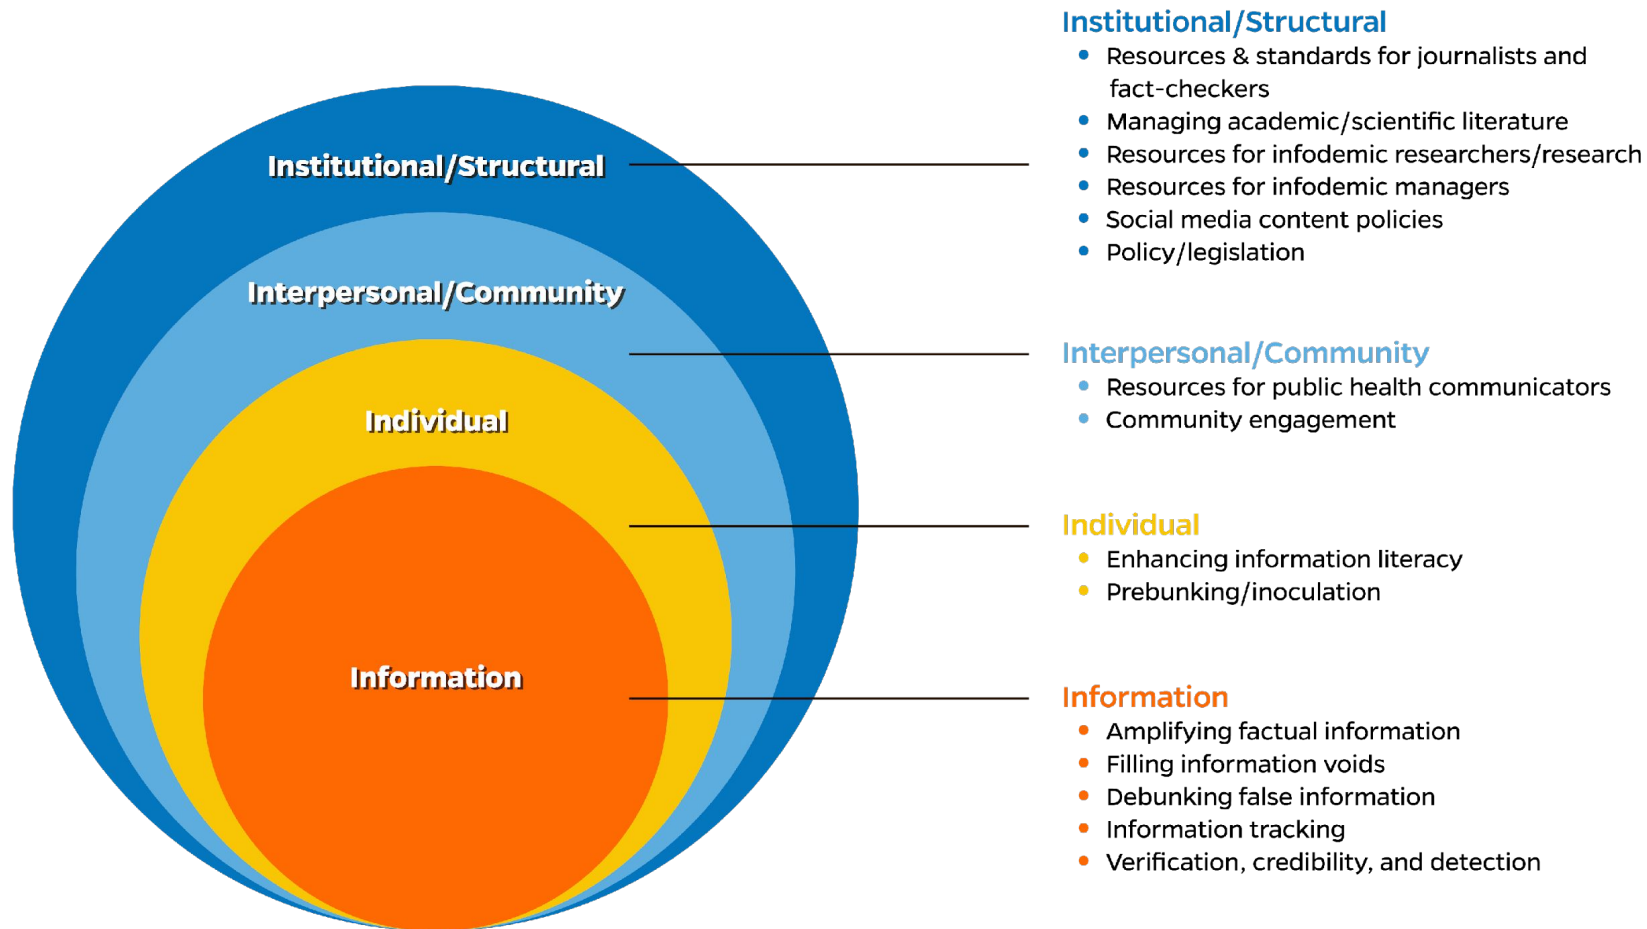 Institutional/Structural
Interpersonal/Community
Individual
Information
Institutional/Structural
• Resources & standards for journalists and
fact-checkers
• Managing academic/scientific literature
• Resources for infodemic researchers/research
• Resources for infodemic managers
• Social media content policies
• Policy/legislation
Interpersonal/Community
• Resources for public health communicators
• Community engagement
Individual
• Enhancing information literacy
• Prebunking/inoculation
Information
• Amplifying factual information
• Filling information voids
• Debunking false information
• Information tracking
• Verification, credibility, and detection